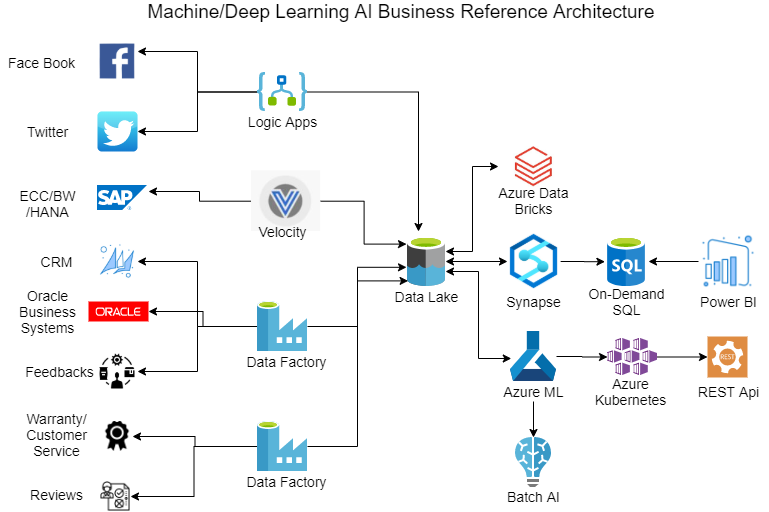 Machine/Deep Learning AI Business Reference Architecture
Face Book
Logic Apps
Twitter
ECC/BW
/HANA
SAP
Velocity
Azure Data
Bricks
CRM
Data Lake
Synapse
SQL
On-Demand
SQL
Power BI
Oracle
Business
Systems
ORACLE
Data Factory
Feedbacks
Azure ML
Azure
Kubernetes
REST
REST Api
Warranty/
Customer
Service
Data Factory
Batch AI
Reviews